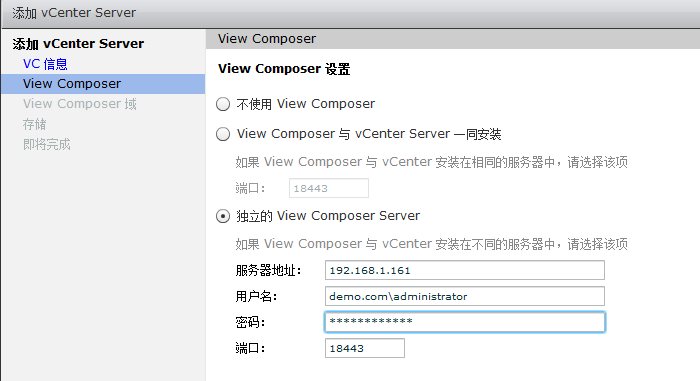 添加 vCenter Server
添加 vCenter Server
VC 信息
View Composer
View Composer 域
存储
即将完成
View Composer
View Composer 设置
不使用 View Composer
View Composer 与 vCenter Server 一同安装
如果 View Composer 与 vCenter 安装在相同的服务器中，请选择该项
端口： 18443
独立的 View Composer Server
如果 View Composer 与 vCenter 安装在不同的服务器中，请选择该项
服务器地址： 192.168.1.161
用户名： demo.com\administrator
密码： ************
端口： 18443